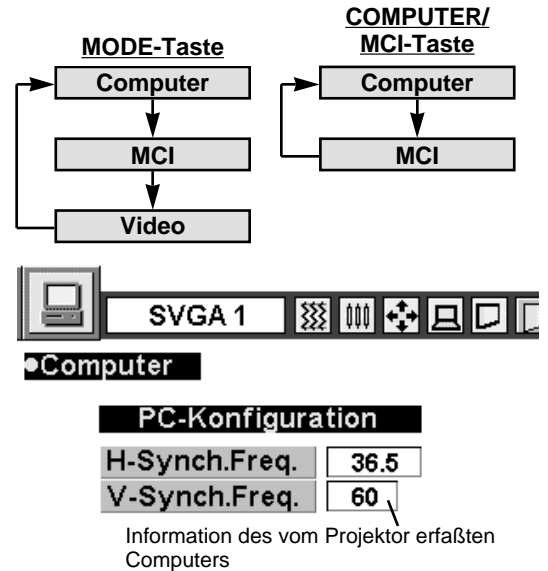 MODE-Taste
Computer
MCI
Video
COMPUTER/
MCI-Taste
Computer
MCI
SVGA 1
●Computer
PC-Konfiguration
H-Synch.Freq. 36.5
V-Synch.Freq. 60
Information des vom Projektor erfaßten
Computers